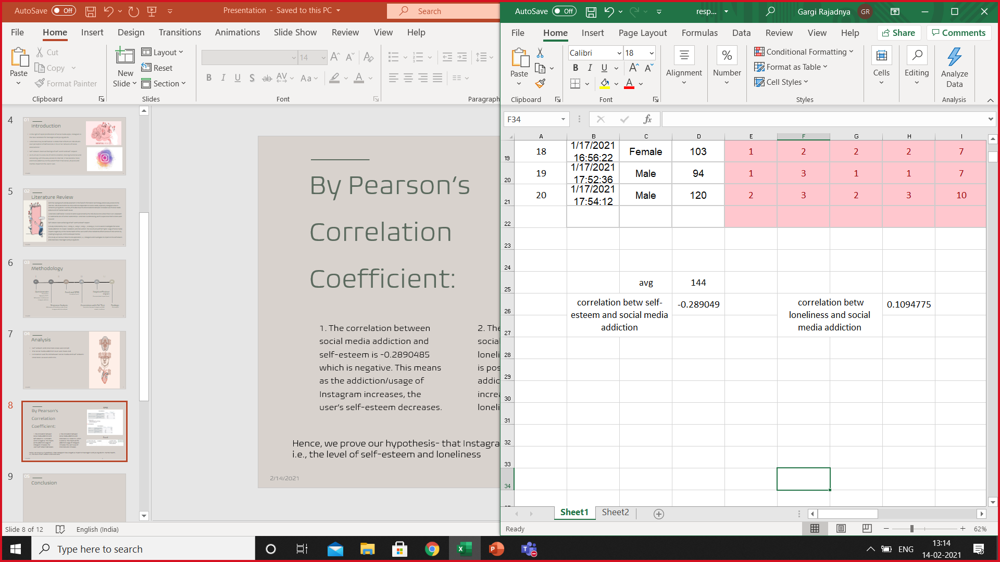 AutoSave Off Presentation - Saved to this PC Search
File Home Insert Design Transitions Animations Slide Show Review View Help
Paste Cut Copy Format Painter
Clipboard
New Slide Layout Reset Section
Slides
14
B I U S ab AV Aa A
Font
Paragraph
4
01
Introduction
5
02
Literature Review
6
03
Methodology
7
04
Analysis
8
By Pearson's
Correlation
Coefficient:
9
05
Conclusion
By Pearson's
Correlation
Coefficient:
1. The correlation between
social media addiction and
self-esteem is -0.2890485
which is negative. This means
as the addiction/usage of
Instagram increases, the
user's self-esteem decreases.
2. The
social
loneli
is pos
addic
increa
loneli
Hence, we prove our hypothesis- that Instagra
i.e., the level of self-esteem and loneliness
2/14/2021
Slide 8 of 12 English (India)
AutoSave Off resp... Gargi Rajadnya GR
File Home Insert Page Layout Formulas Data Review View Help Share Comments
Paste
Clipboard
Calibri 18
B I U A A
Font
Alignment
Number
Conditional Formatting
Format as Table
Cell Styles
Styles
Cells
Editing
Analyze
Data
Analysis
F34 fx
A B C D E F G H I
19 18 1/17/2021 16:56:22 Female 103 1 2 2 2 7
20 19 1/17/2021 17:52:36 Male 94 1 3 1 1 7
21 20 1/17/2021 17:54:12 Male 120 2 3 2 3 10
22
23
24
25 avg 144
26 correlation betw self-esteem and social media addiction -0.289049 correlation betw loneliness and social media addiction 0.1094775
27
28
29
30
31
32
33
34
Sheet1 Sheet2
Ready 62%
Type here to search
ENG
13:14
14-02-2021